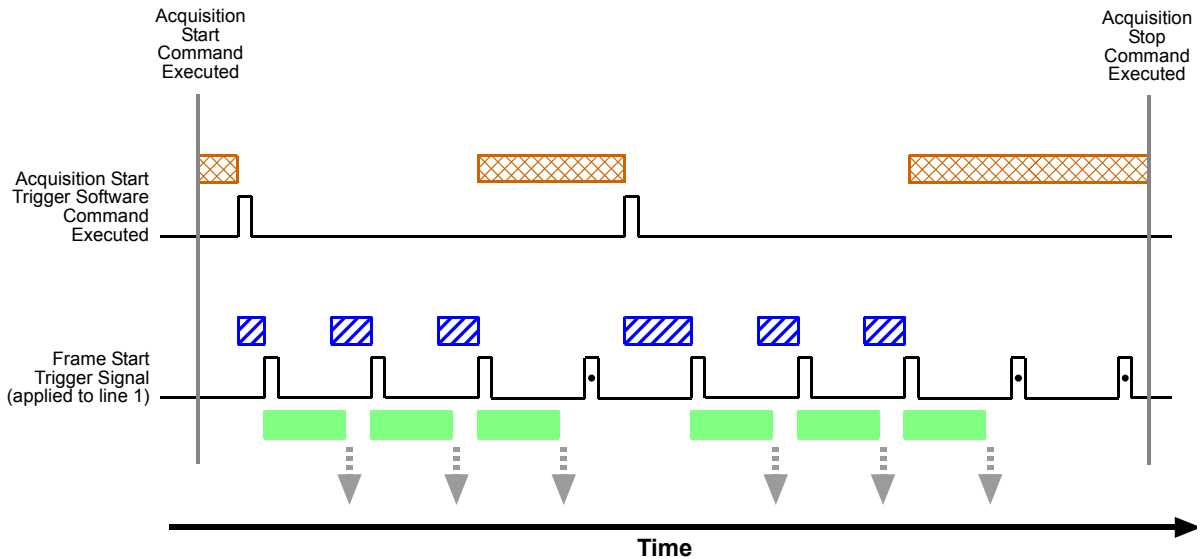 Acquisition
Start
Command
Executed
Acquisition
Stop
Command
Executed
Acquisition Start
Trigger Software
Command
Executed
Frame Start
Trigger Signal
(applied to line 1)
Time